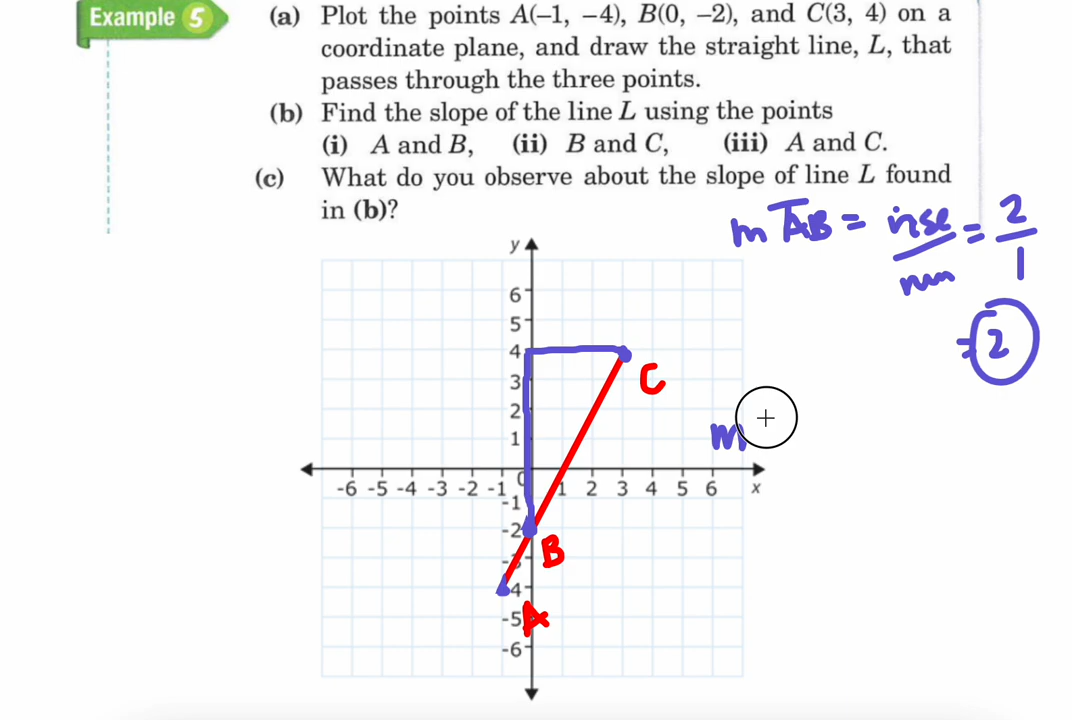 Example 5
(a) Plot the points A(−1, −4), B(0, −2), and C(3, 4) on a
coordinate plane, and draw the straight line, L, that
passes through the three points.
(b) Find the slope of the line L using the points
(i) A and B, (ii) B and C, (iii) A and C.
(c) What do you observe about the slope of line L found
in (b)?
m AB = rise/run = 2/1
= 2
y
6
5
4
3
C
2
1
m
-6 -5 -4 -3 -2 -1 0 1 2 3 4 5 6 x
-1
-2
B
-3
-4
-5 A
-6